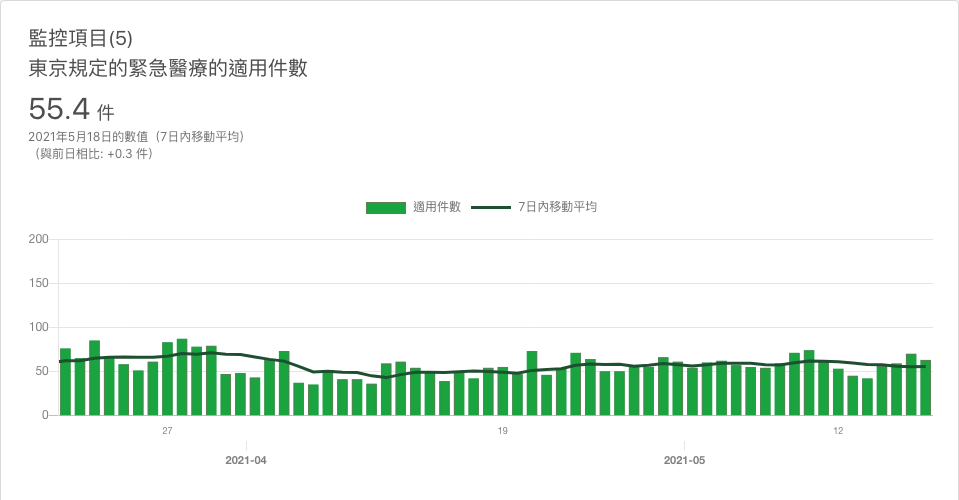 監控項目(5)
東京規定的緊急醫療的適用件數
55.4 件
2021年5月18日的數值（7日內移動平均）
（與前日相比: +0.3 件）
適用件數 7日內移動平均
200
150
100
50
0
27 19 12
2021-04 2021-05